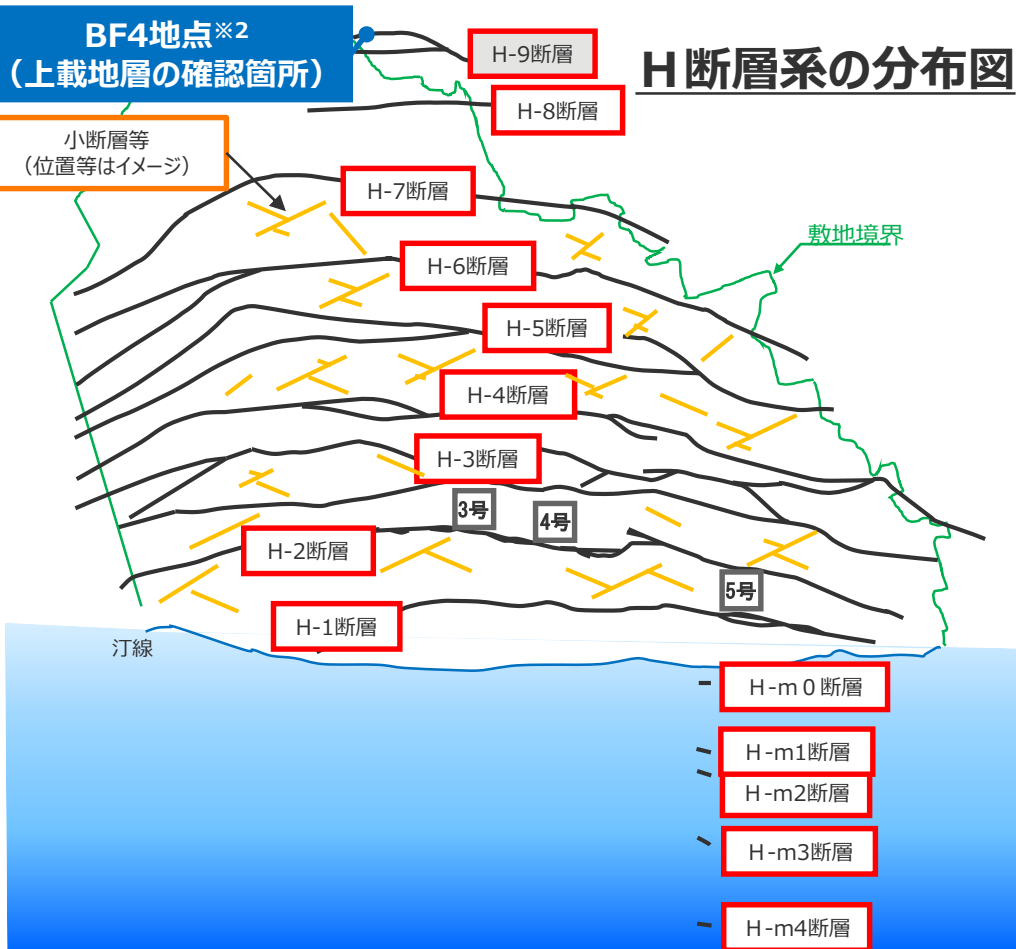 BF4地点※2
(上載地層の確認箇所)
H断層系の分布図
H-9断層
H-8断層
小断層等
(位置等はイメージ)
H-7断層
敷地境界
H-6断層
H-5断層
H-4断層
H-3断層
3号
4号
H-2断層
5号
H-1断層
汀線
H-m0断層
H-m1断層
H-m2断層
H-m3断層
H-m4断層